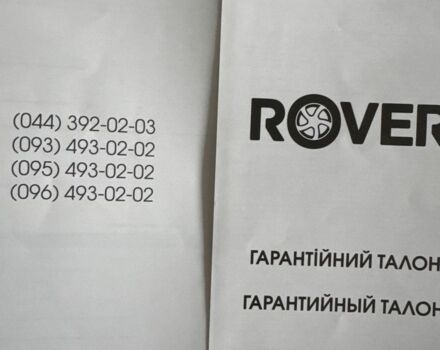 (044) 392-02-03
(093) 493-02-02
(095) 493-02-02
(096) 493-02-02
ROVER
ГАРАНТІЙНИЙ ТАЛОН
ГАРАНТИЙНЫЙ ТАЛОН